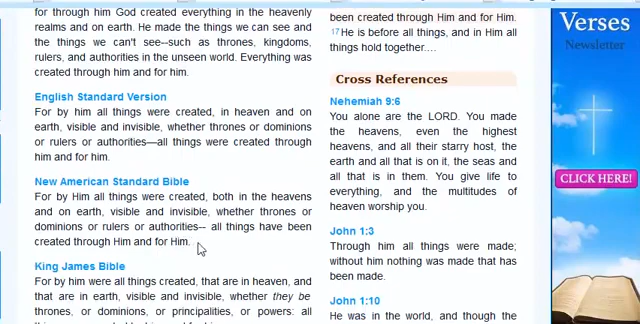 for through him God created everything in the heavenly
realms and on earth. He made the things we can see and
the things we can't see--such as thrones, kingdoms,
rulers, and authorities in the unseen world. Everything was
created through him and for him.
English Standard Version
For by him all things were created, in heaven and on
earth, visible and invisible, whether thrones or dominions
or rulers or authorities—all things were created through
him and for him.
New American Standard Bible
For by Him all things were created, both in the heavens
and on earth, visible and invisible, whether thrones or
dominions or rulers or authorities-- all things have been
created through Him and for Him.
King James Bible
For by him were all things created, that are in heaven, and
that are in earth, visible and invisible, whether they be
thrones, or dominions, or principalities, or powers: all
been created through Him and for Him.
17 He is before all things, and in Him all
things hold together....
Cross References
Nehemiah 9:6
You alone are the LORD. You made
the heavens, even the highest
heavens, and all their starry host, the
earth and all that is on it, the seas and
all that is in them. You give life to
everything, and the multitudes of
heaven worship you.
John 1:3
Through him all things were made;
without him nothing was made that has
been made.
John 1:10
He was in the world, and though the
Verses
Newsletter
CLICK HERE!